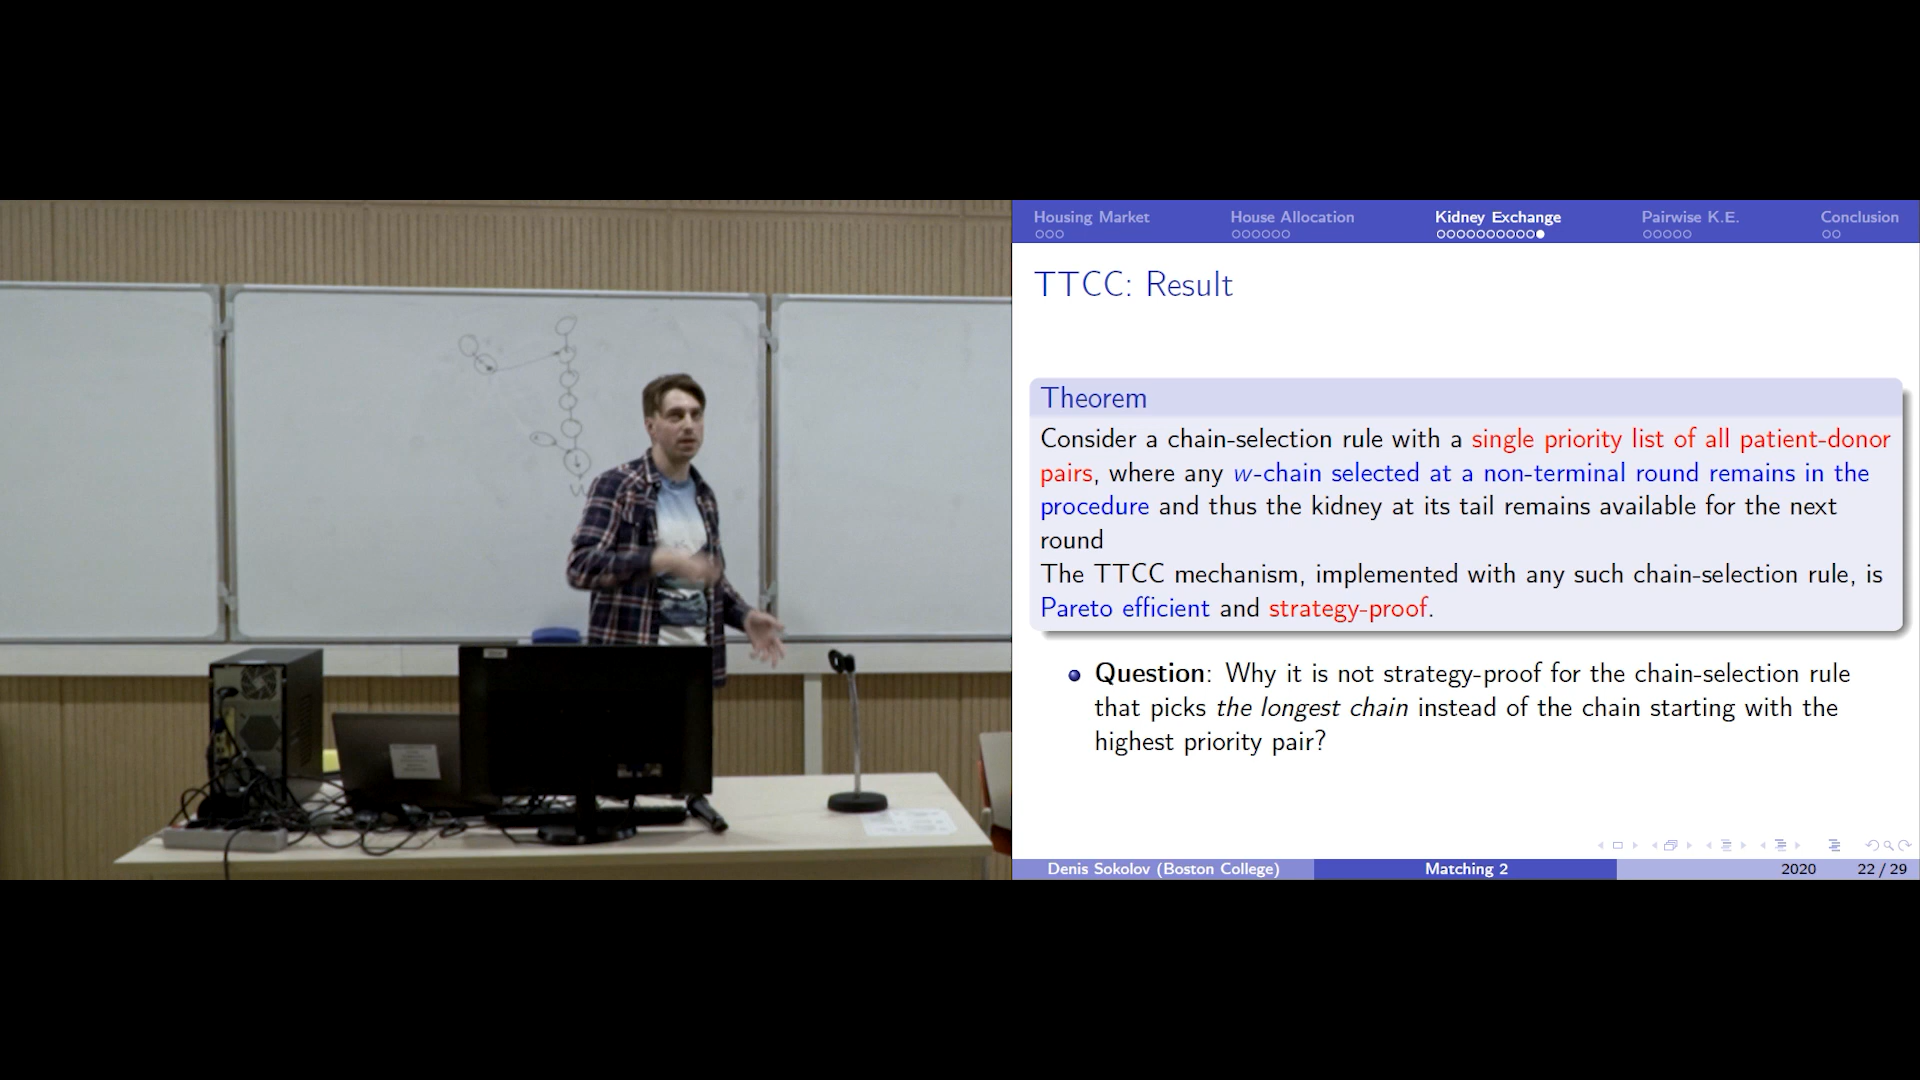 Housing Market House Allocation Kidney Exchange Pairwise K.E. Conclusion
TTCC: Result
Theorem
Consider a chain-selection rule with a single priority list of all patient-donor
pairs, where any w-chain selected at a non-terminal round remains in the
procedure and thus the kidney at its tail remains available for the next
round
The TTCC mechanism, implemented with any such chain-selection rule, is
Pareto efficient and strategy-proof.
Question: Why it is not strategy-proof for the chain-selection rule
that picks the longest chain instead of the chain starting with the
highest priority pair?
Denis Sokolov (Boston College) Matching 2 2020 22 / 29
w